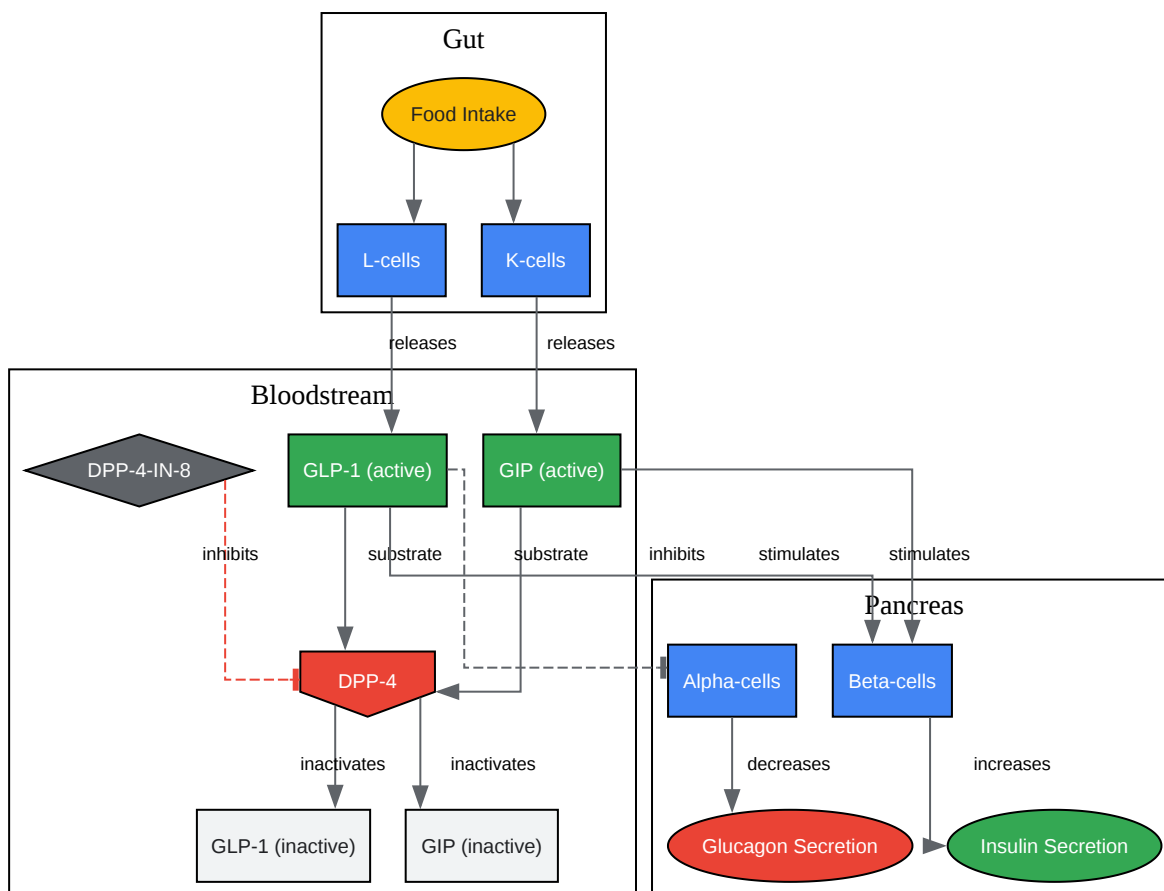 Gut
Food Intake
L-cells
K-cells
releases
releases
Bloodstream
DPP-4-IN-8
GLP-1 (active)
GIP (active)
inhibits
substrate
substrate
inhibits
stimulates
stimulates
Pancreas
DPP-4
Alpha-cells
Beta-cells
inactivates
inactivates
decreases
increases
GLP-1 (inactive)
GIP (inactive)
Glucagon Secretion
Insulin Secretion